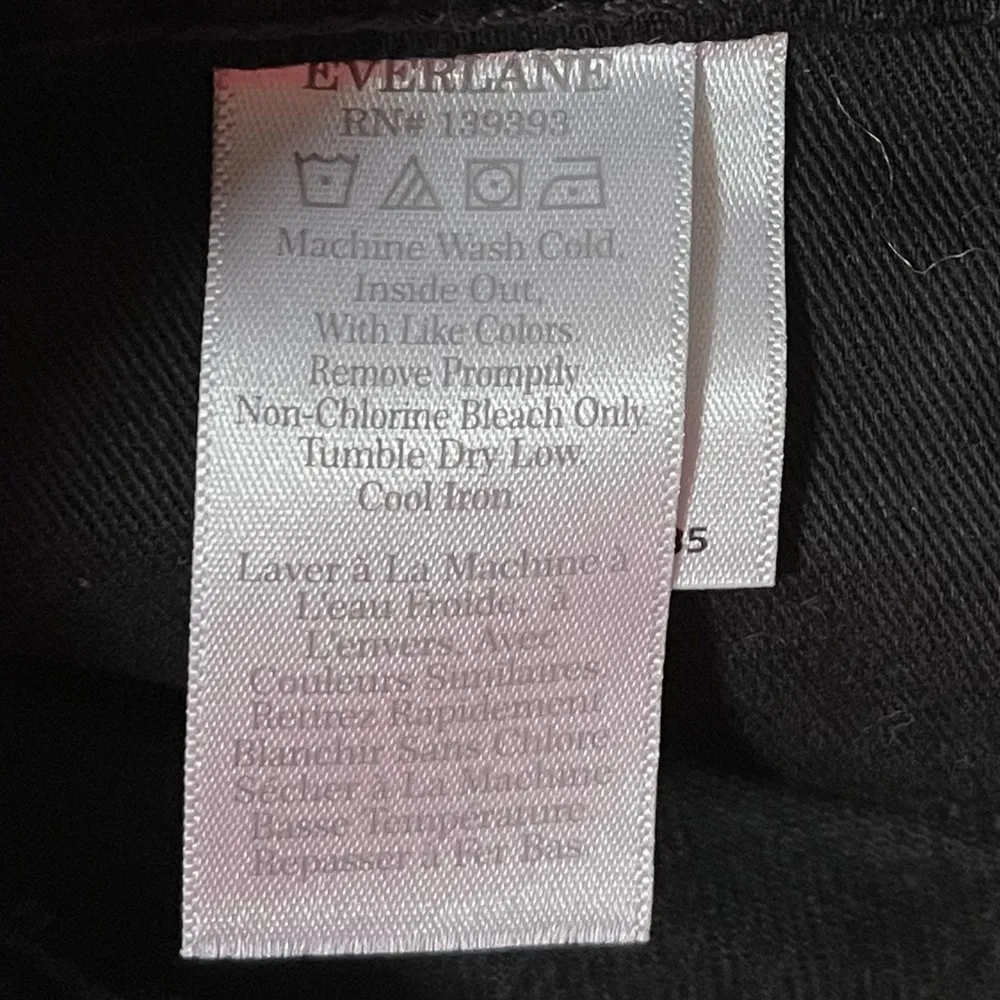 EVERLANE
RN# 139393
Machine Wash Cold,
Inside Out,
With Like Colors.
Remove Promptly
Non-Chlorine Bleach Only.
Tumble Dry Low.
Cool Iron
Laver à La Machine à
L'eau Froide, à
L'envers, Avec
Couleurs Similaires
Retirez Rapidement
Blanchir Sans Chlore
Sécher à La Machine
Basse Température
Repasser à Fer Bas
35